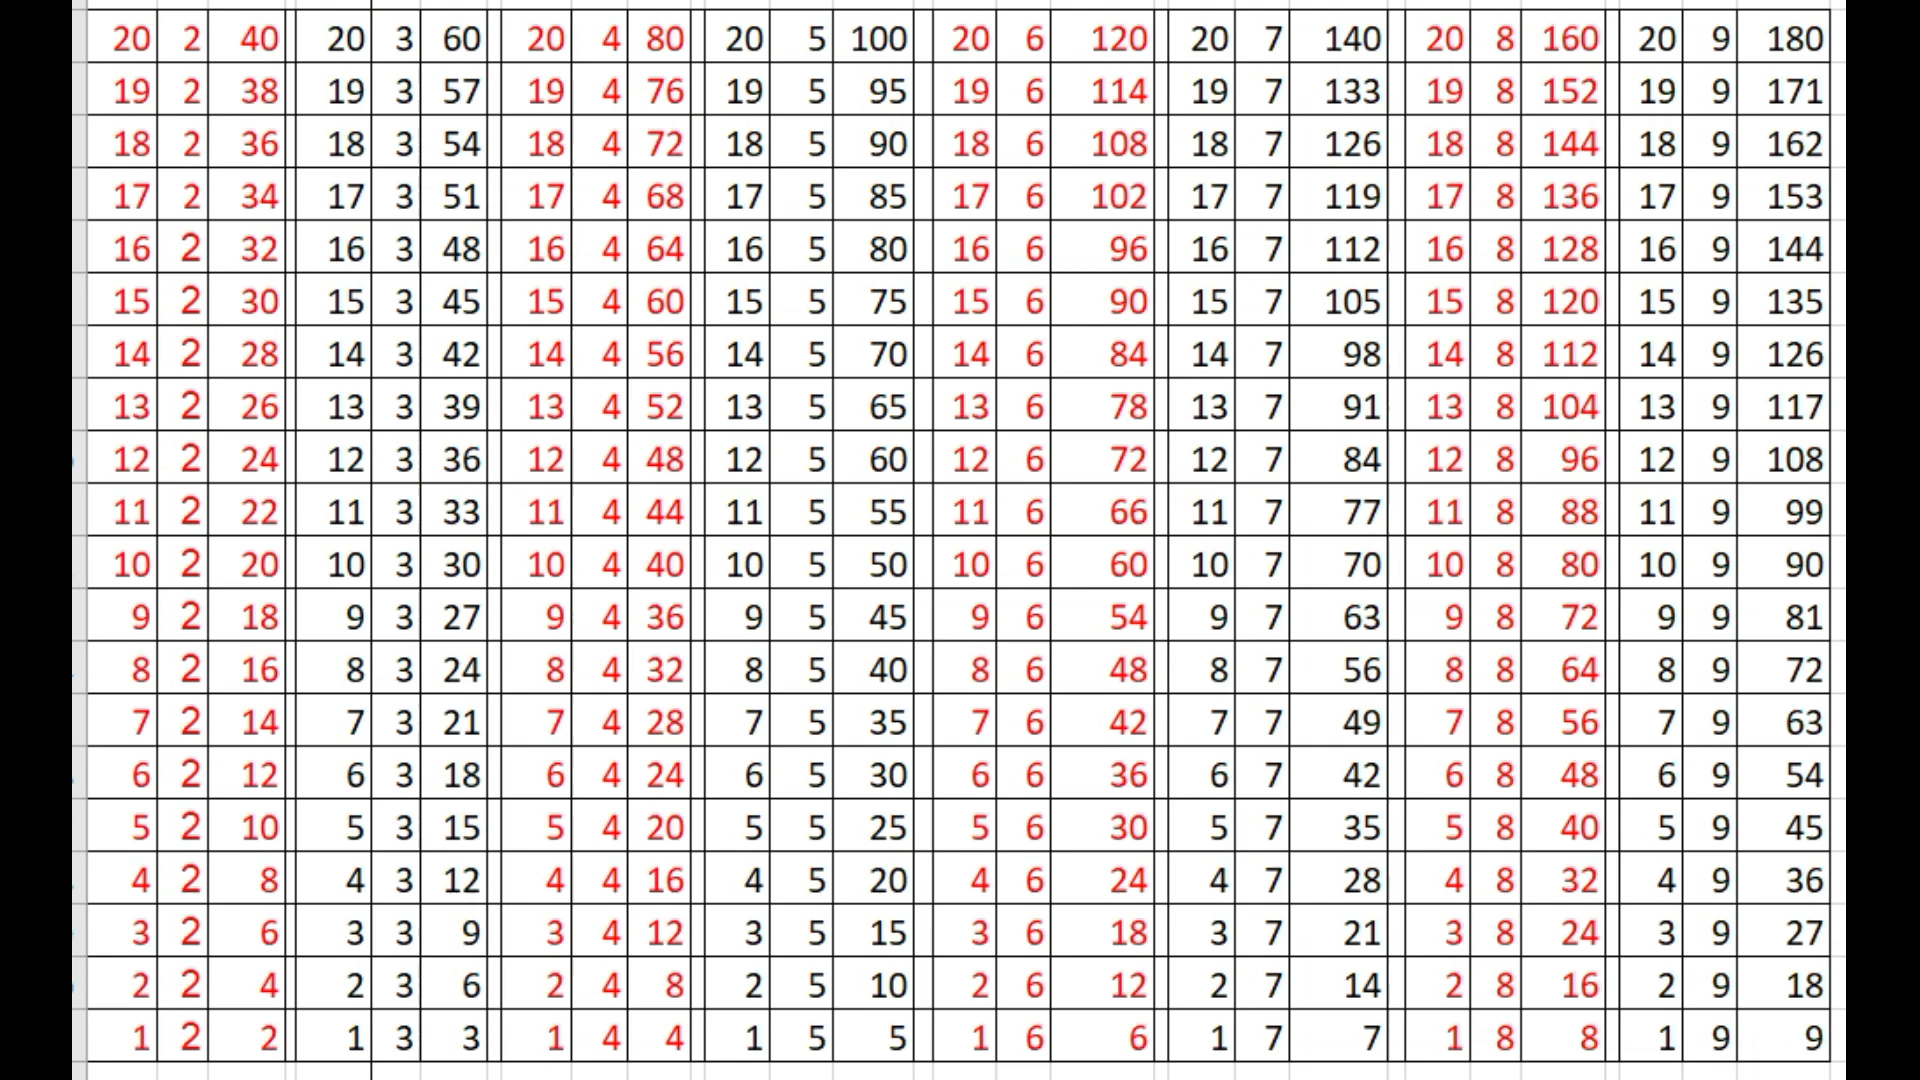 20 2 40 20 3 60 20 4 80 20 5 100 20 6 120 20 7 140 20 8 160 20 9 180
19 2 38 19 3 57 19 4 76 19 5 95 19 6 114 19 7 133 19 8 152 19 9 171
18 2 36 18 3 54 18 4 72 18 5 90 18 6 108 18 7 126 18 8 144 18 9 162
17 2 34 17 3 51 17 4 68 17 5 85 17 6 102 17 7 119 17 8 136 17 9 153
16 2 32 16 3 48 16 4 64 16 5 80 16 6 96 16 7 112 16 8 128 16 9 144
15 2 30 15 3 45 15 4 60 15 5 75 15 6 90 15 7 105 15 8 120 15 9 135
14 2 28 14 3 42 14 4 56 14 5 70 14 6 84 14 7 98 14 8 112 14 9 126
13 2 26 13 3 39 13 4 52 13 5 65 13 6 78 13 7 91 13 8 104 13 9 117
12 2 24 12 3 36 12 4 48 12 5 60 12 6 72 12 7 84 12 8 96 12 9 108
11 2 22 11 3 33 11 4 44 11 5 55 11 6 66 11 7 77 11 8 88 11 9 99
10 2 20 10 3 30 10 4 40 10 5 50 10 6 60 10 7 70 10 8 80 10 9 90
9 2 18 9 3 27 9 4 36 9 5 45 9 6 54 9 7 63 9 8 72 9 9 81
8 2 16 8 3 24 8 4 32 8 5 40 8 6 48 8 7 56 8 8 64 8 9 72
7 2 14 7 3 21 7 4 28 7 5 35 7 6 42 7 7 49 7 8 56 7 9 63
6 2 12 6 3 18 6 4 24 6 5 30 6 6 36 6 7 42 6 8 48 6 9 54
5 2 10 5 3 15 5 4 20 5 5 25 5 6 30 5 7 35 5 8 40 5 9 45
4 2 8 4 3 12 4 4 16 4 5 20 4 6 24 4 7 28 4 8 32 4 9 36
3 2 6 3 3 9 3 4 12 3 5 15 3 6 18 3 7 21 3 8 24 3 9 27
2 2 4 2 3 6 2 4 8 2 5 10 2 6 12 2 7 14 2 8 16 2 9 18
1 2 2 1 3 3 1 4 4 1 5 5 1 6 6 1 7 7 1 8 8 1 9 9